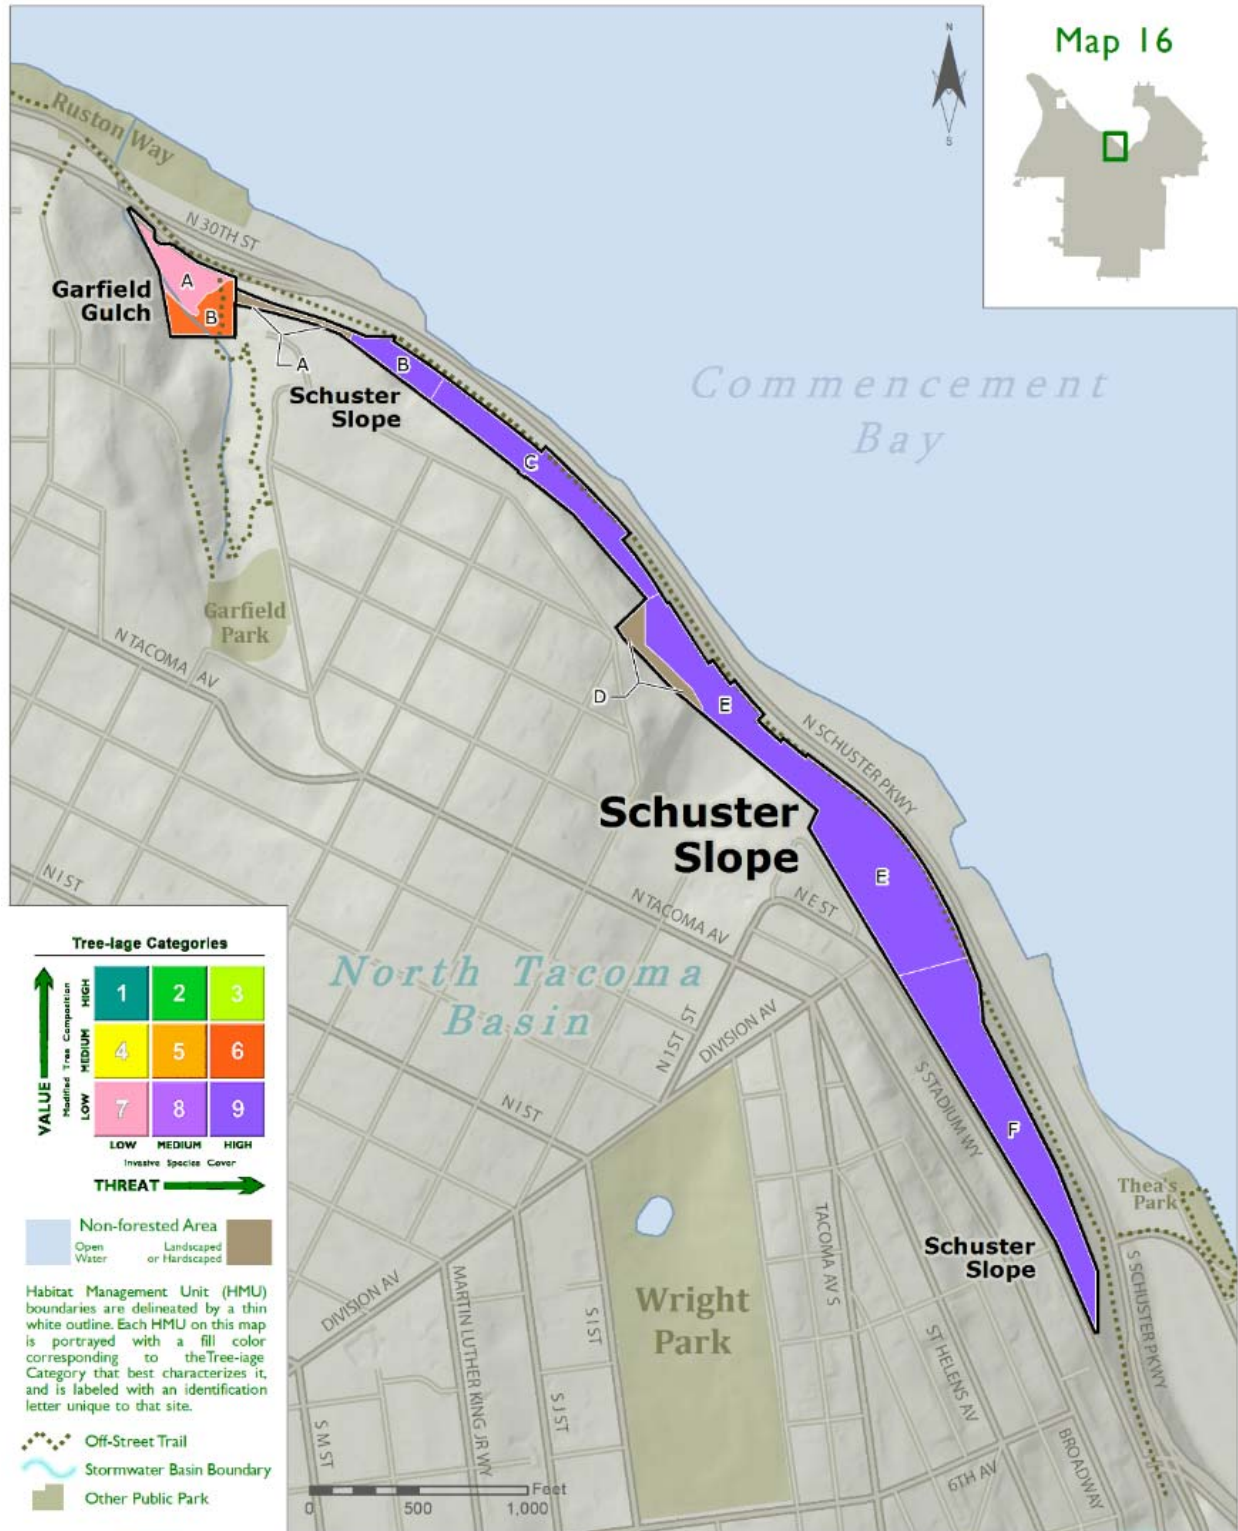 Map 16
N
S
Ruston Way
N 30TH ST
Garfield
Gulch
A
B
A
B
Schuster
Slope
C
Commencement
Bay
Garfield
Park
N TACOMA AV
D
E
N SCHUSTER PKWY
Schuster
Slope
E
N I ST
N TACOMA AV
N E ST
North Tacoma
Basin
N 1ST ST
DIVISION AV
S STADIUM WY
N I ST
F
Thea's
Park
TACOMA AV S
Schuster
Slope
S SCHUSTER PKWY
Wright
Park
DIVISION AV
MARTIN LUTHER KING JR WY
S I ST
ST HELENS AV
S J ST
S M ST
BROADWAY
6TH AV
Feet
0 500 1,000
Tree-iage Categories
VALUE
Modified Tree Composition
HIGH
MEDIUM
LOW
1 2 3
4 5 6
7 8 9
LOW MEDIUM HIGH
Invasive Species Cover
THREAT
Non-forested Area
Open
Water
Landscaped
or Hardscaped
Habitat Management Unit (HMU)
boundaries are delineated by a thin
white outline. Each HMU on this map
is portrayed with a fill color
corresponding to theTree-iage
Category that best characterizes it,
and is labeled with an identification
letter unique to that site.
Off-Street Trail
Stormwater Basin Boundary
Other Public Park